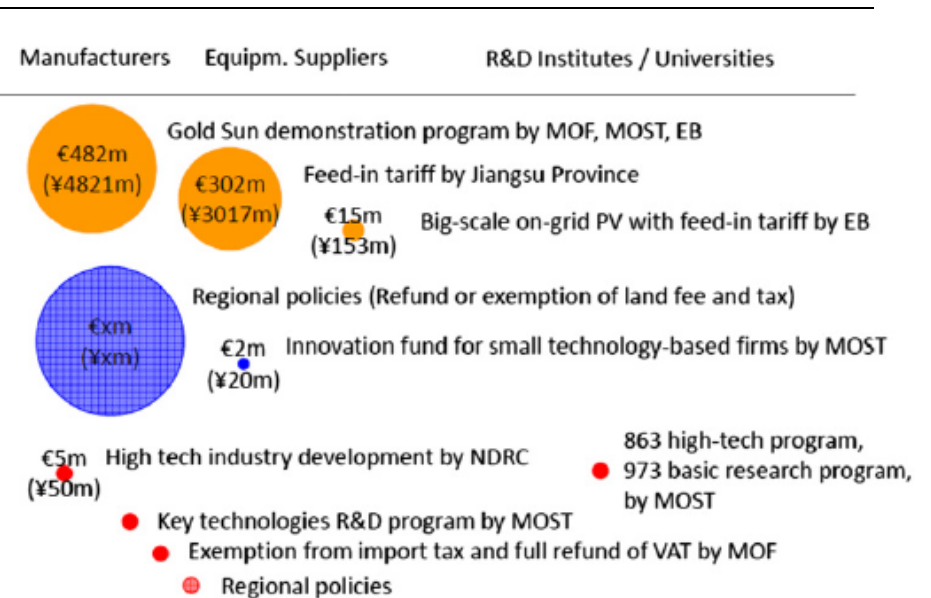 Manufacturers Equipm. Suppliers R&D Institutes / Universities
Gold Sun demonstration program by MOF, MOST, EB
€482m
(¥4821m)
Feed-in tariff by Jiangsu Province
€302m
(¥3017m)
€15m
(¥153m)
Big-scale on-grid PV with feed-in tariff by EB
Regional policies (Refund or exemption of land fee and tax)
€xm
(¥xm)
€2m
(¥20m)
Innovation fund for small technology-based firms by MOST
€5m
(¥50m)
High tech industry development by NDRC
863 high-tech program,
973 basic research program,
by MOST
Key technologies R&D program by MOST
Exemption from import tax and full refund of VAT by MOF
Regional policies